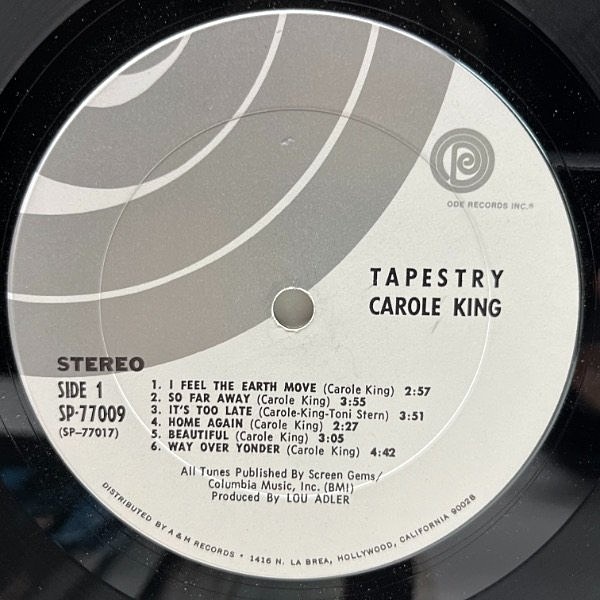 ODE RECORDS INC.®
TAPESTRY
CAROLE KING
STEREO
SIDE 1
SP-77009
(SP-77017)
1. I FEEL THE EARTH MOVE (Carole King) 2:57
2. SO FAR AWAY (Carole King) 3:55
3. IT'S TOO LATE (Carole-King-Toni Stern) 3:51
4. HOME AGAIN (Carole King) 2:27
5. BEAUTIFUL (Carole King) 3:05
6. WAY OVER YONDER (Carole King) 4:42
All Tunes Published By Screen Gems/
Columbia Music, Inc. (BMI)
Produced By LOU ADLER
DISTRIBUTED BY A & M RECORDS • 1416 N. LA BREA, HOLLYWOOD, CALIFORNIA 90028